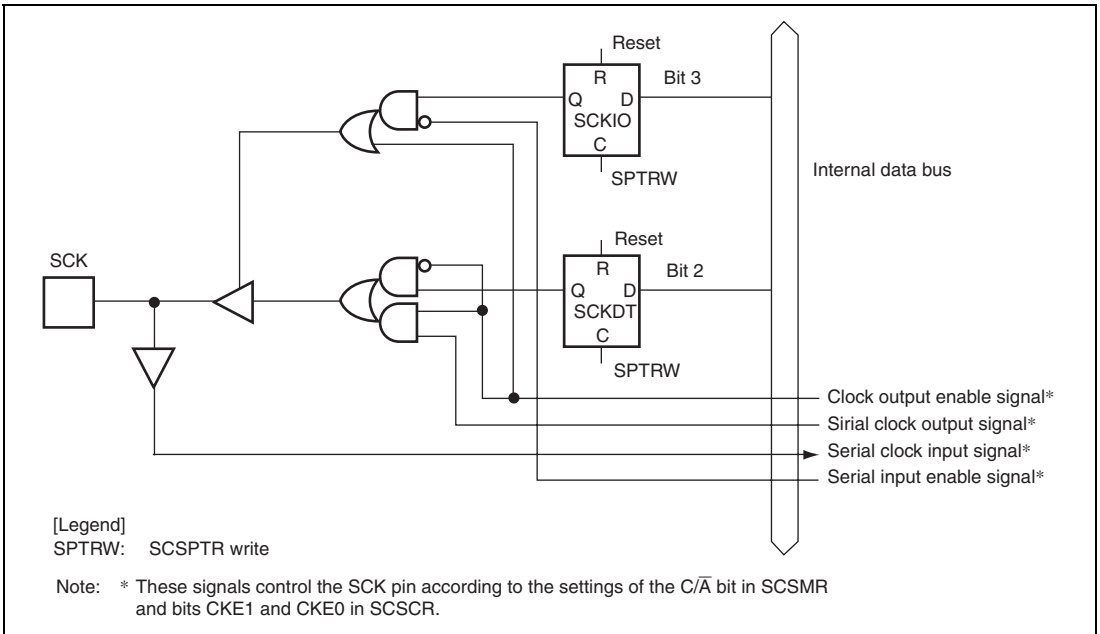 Reset
R
Bit 3
Q
D
SCKIO
C
SPTRW
Internal data bus
Reset
R
Bit 2
Q
D
SCKDT
C
SPTRW
SCK
Clock output enable signal*
Sirial clock output signal*
Serial clock input signal*
Serial input enable signal*
[Legend]
SPTRW: SCSPTR write
Note: * These signals control the SCK pin according to the settings of the C/A̅ bit in SCSMR
and bits CKE1 and CKE0 in SCSCR.